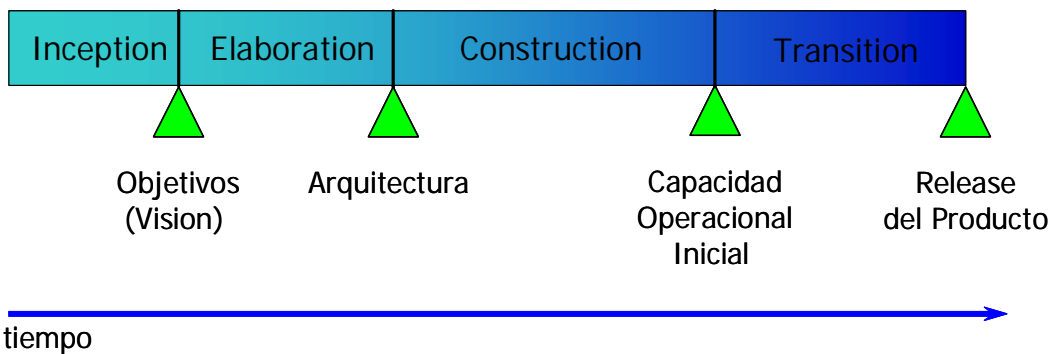 Inception Elaboration Construction Transition
Objetivos
(Vision)
Arquitectura
Capacidad
Operacional
Inicial
Release
del Producto
tiempo